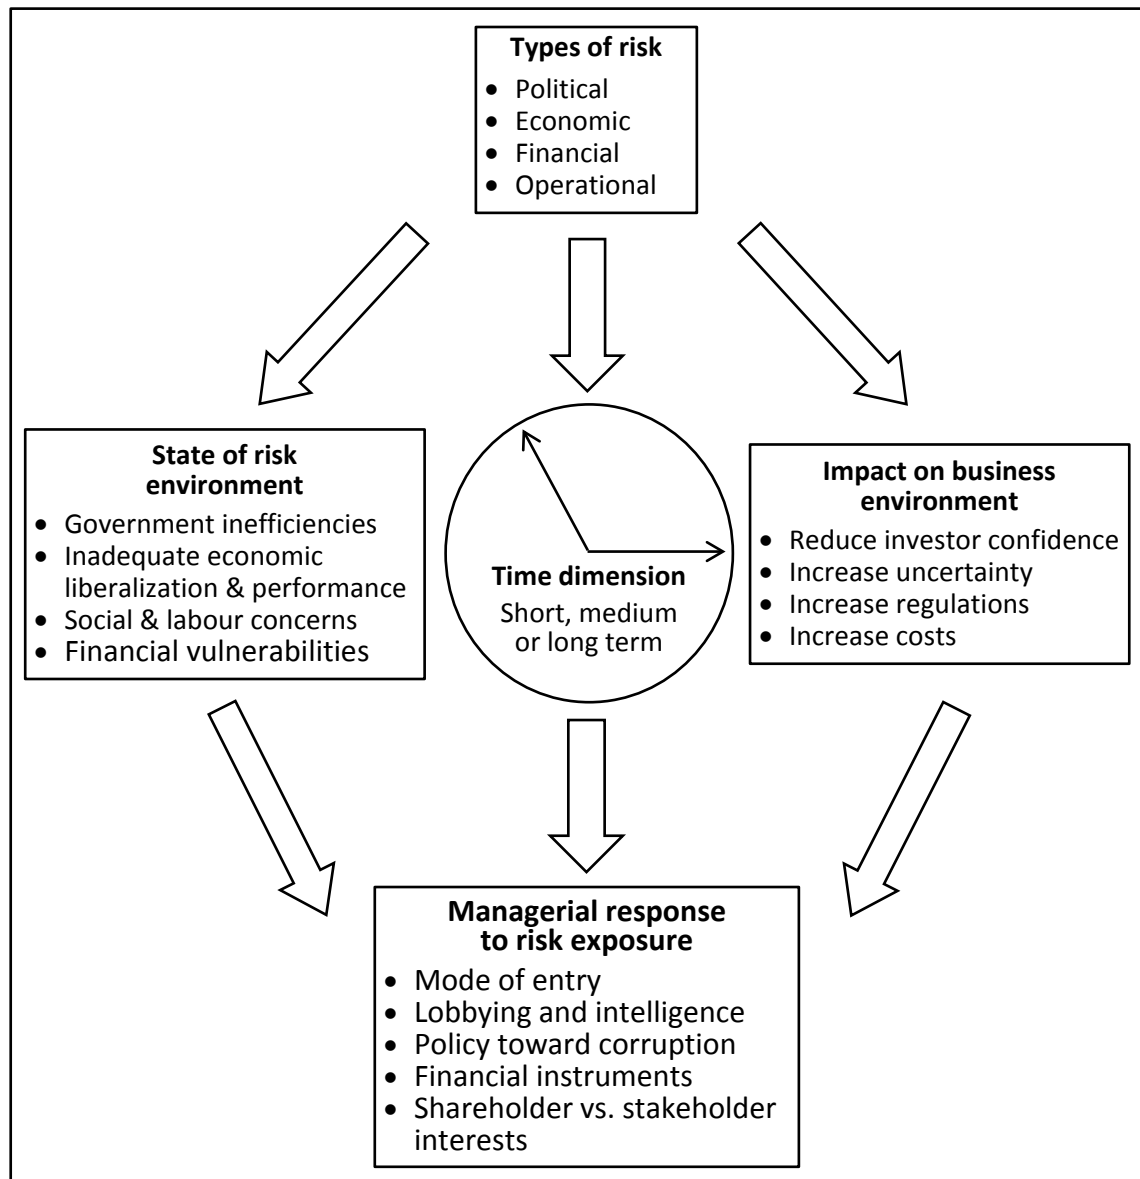 Types of risk
• Political
• Economic
• Financial
• Operational
State of risk
environment
• Government inefficiencies
• Inadequate economic
liberalization & performance
• Social & labour concerns
• Financial vulnerabilities
Time dimension
Short, medium
or long term
Impact on business
environment
• Reduce investor confidence
• Increase uncertainty
• Increase regulations
• Increase costs
Managerial response
to risk exposure
• Mode of entry
• Lobbying and intelligence
• Policy toward corruption
• Financial instruments
• Shareholder vs. stakeholder
interests